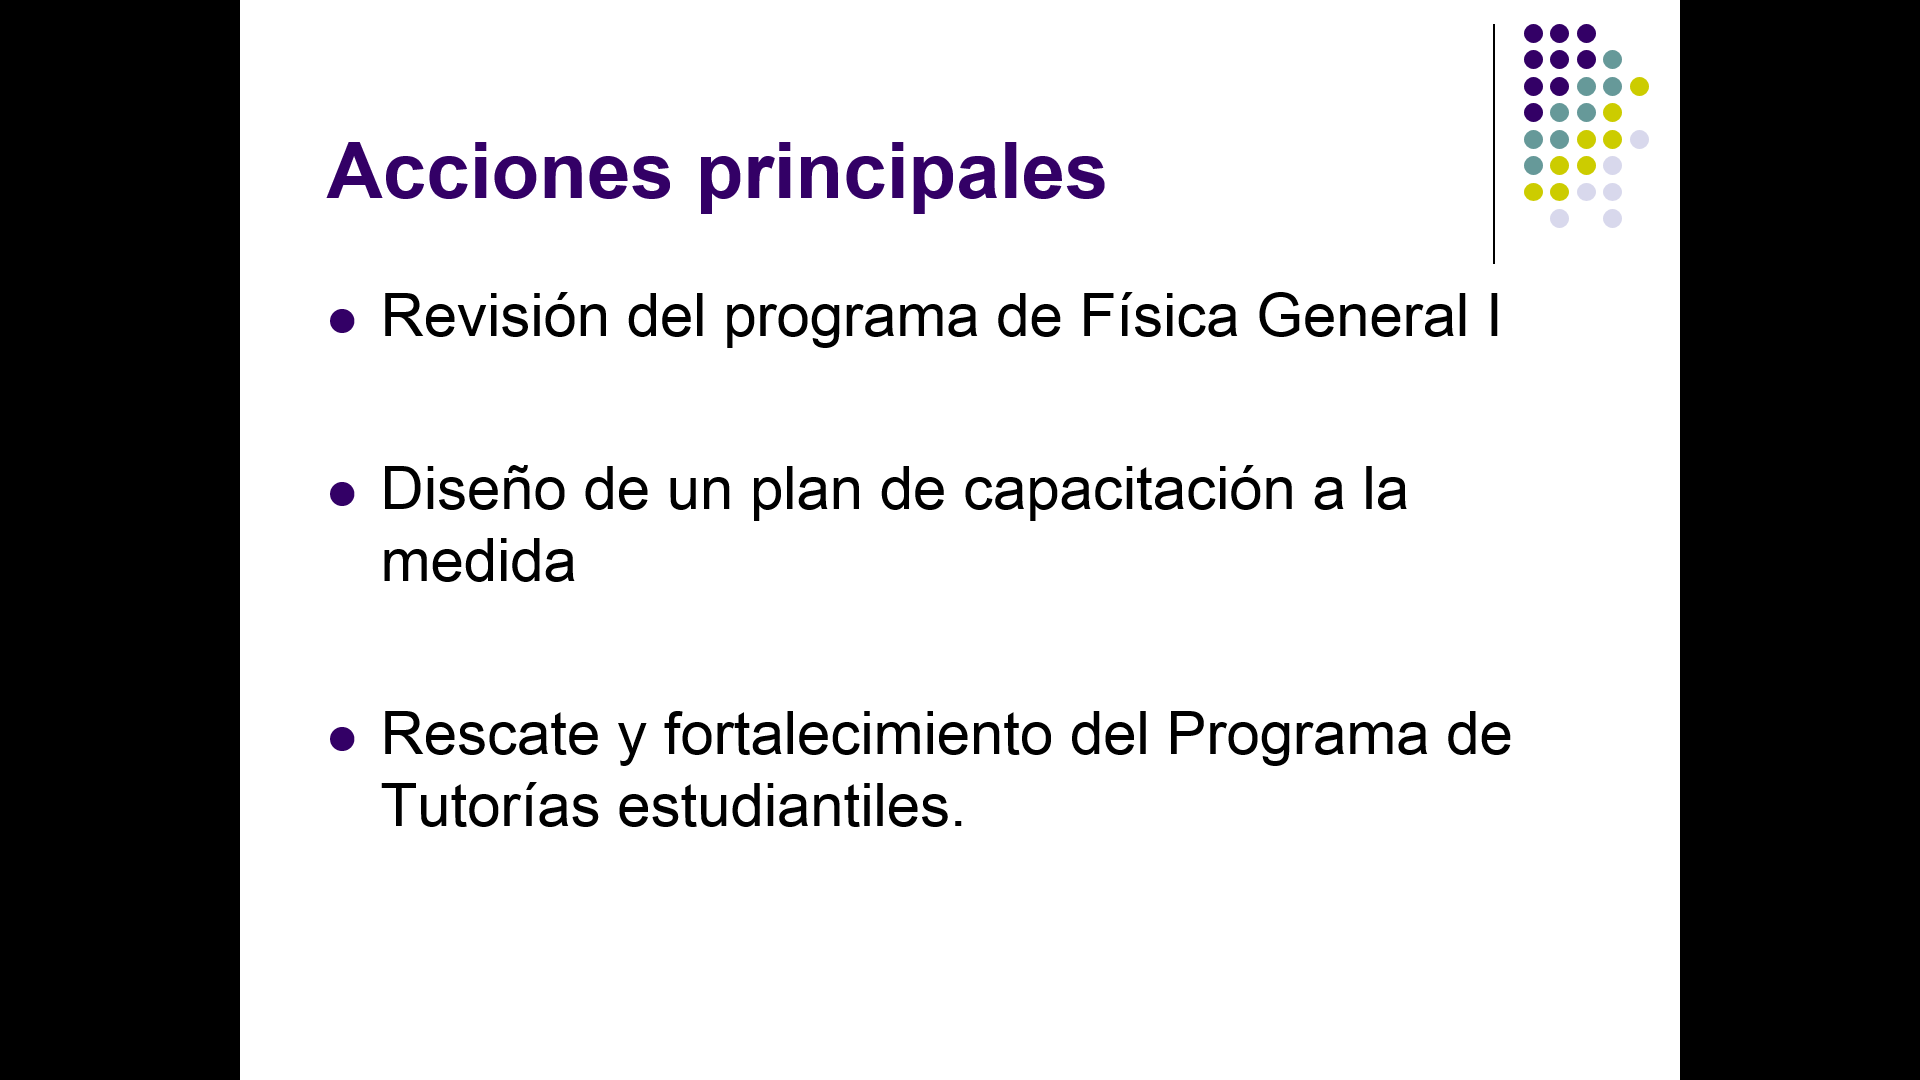 Acciones principales
Revisión del programa de Física General I
Diseño de un plan de capacitación a la
medida
Rescate y fortalecimiento del Programa de
Tutorías estudiantiles.